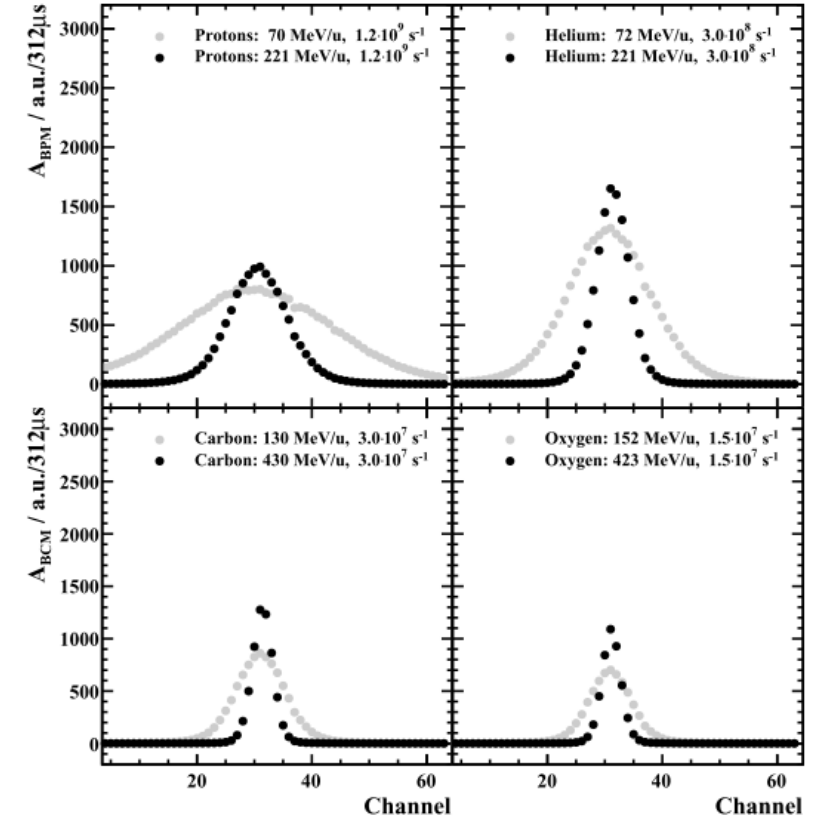 Protons: 70 MeV/u, 1.2·10⁹ s⁻¹
Protons: 221 MeV/u, 1.2·10⁹ s⁻¹
Helium: 72 MeV/u, 3.0·10⁸ s⁻¹
Helium: 221 MeV/u, 3.0·10⁸ s⁻¹
A_BPM / a.u./312μs
3000
2500
2000
1500
1000
500
0
Carbon: 130 MeV/u, 3.0·10⁷ s⁻¹
Carbon: 430 MeV/u, 3.0·10⁷ s⁻¹
Oxygen: 152 MeV/u, 1.5·10⁷ s⁻¹
Oxygen: 423 MeV/u, 1.5·10⁷ s⁻¹
A_BCM / a.u./312μs
3000
2500
2000
1500
1000
500
0
20 40 60 20 40 60
Channel Channel